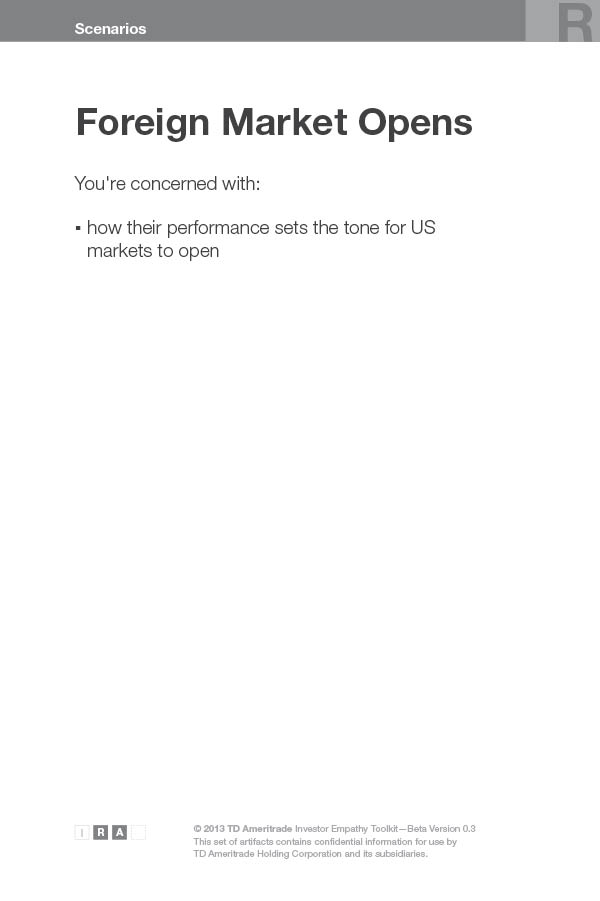 Scenarios
R
Foreign Market Opens
You're concerned with:
▪ how their performance sets the tone for US
markets to open
I R A
© 2013 TD Ameritrade Investor Empathy Toolkit—Beta Version 0.3
This set of artifacts contains confidential information for use by
TD Ameritrade Holding Corporation and its subsidiaries.